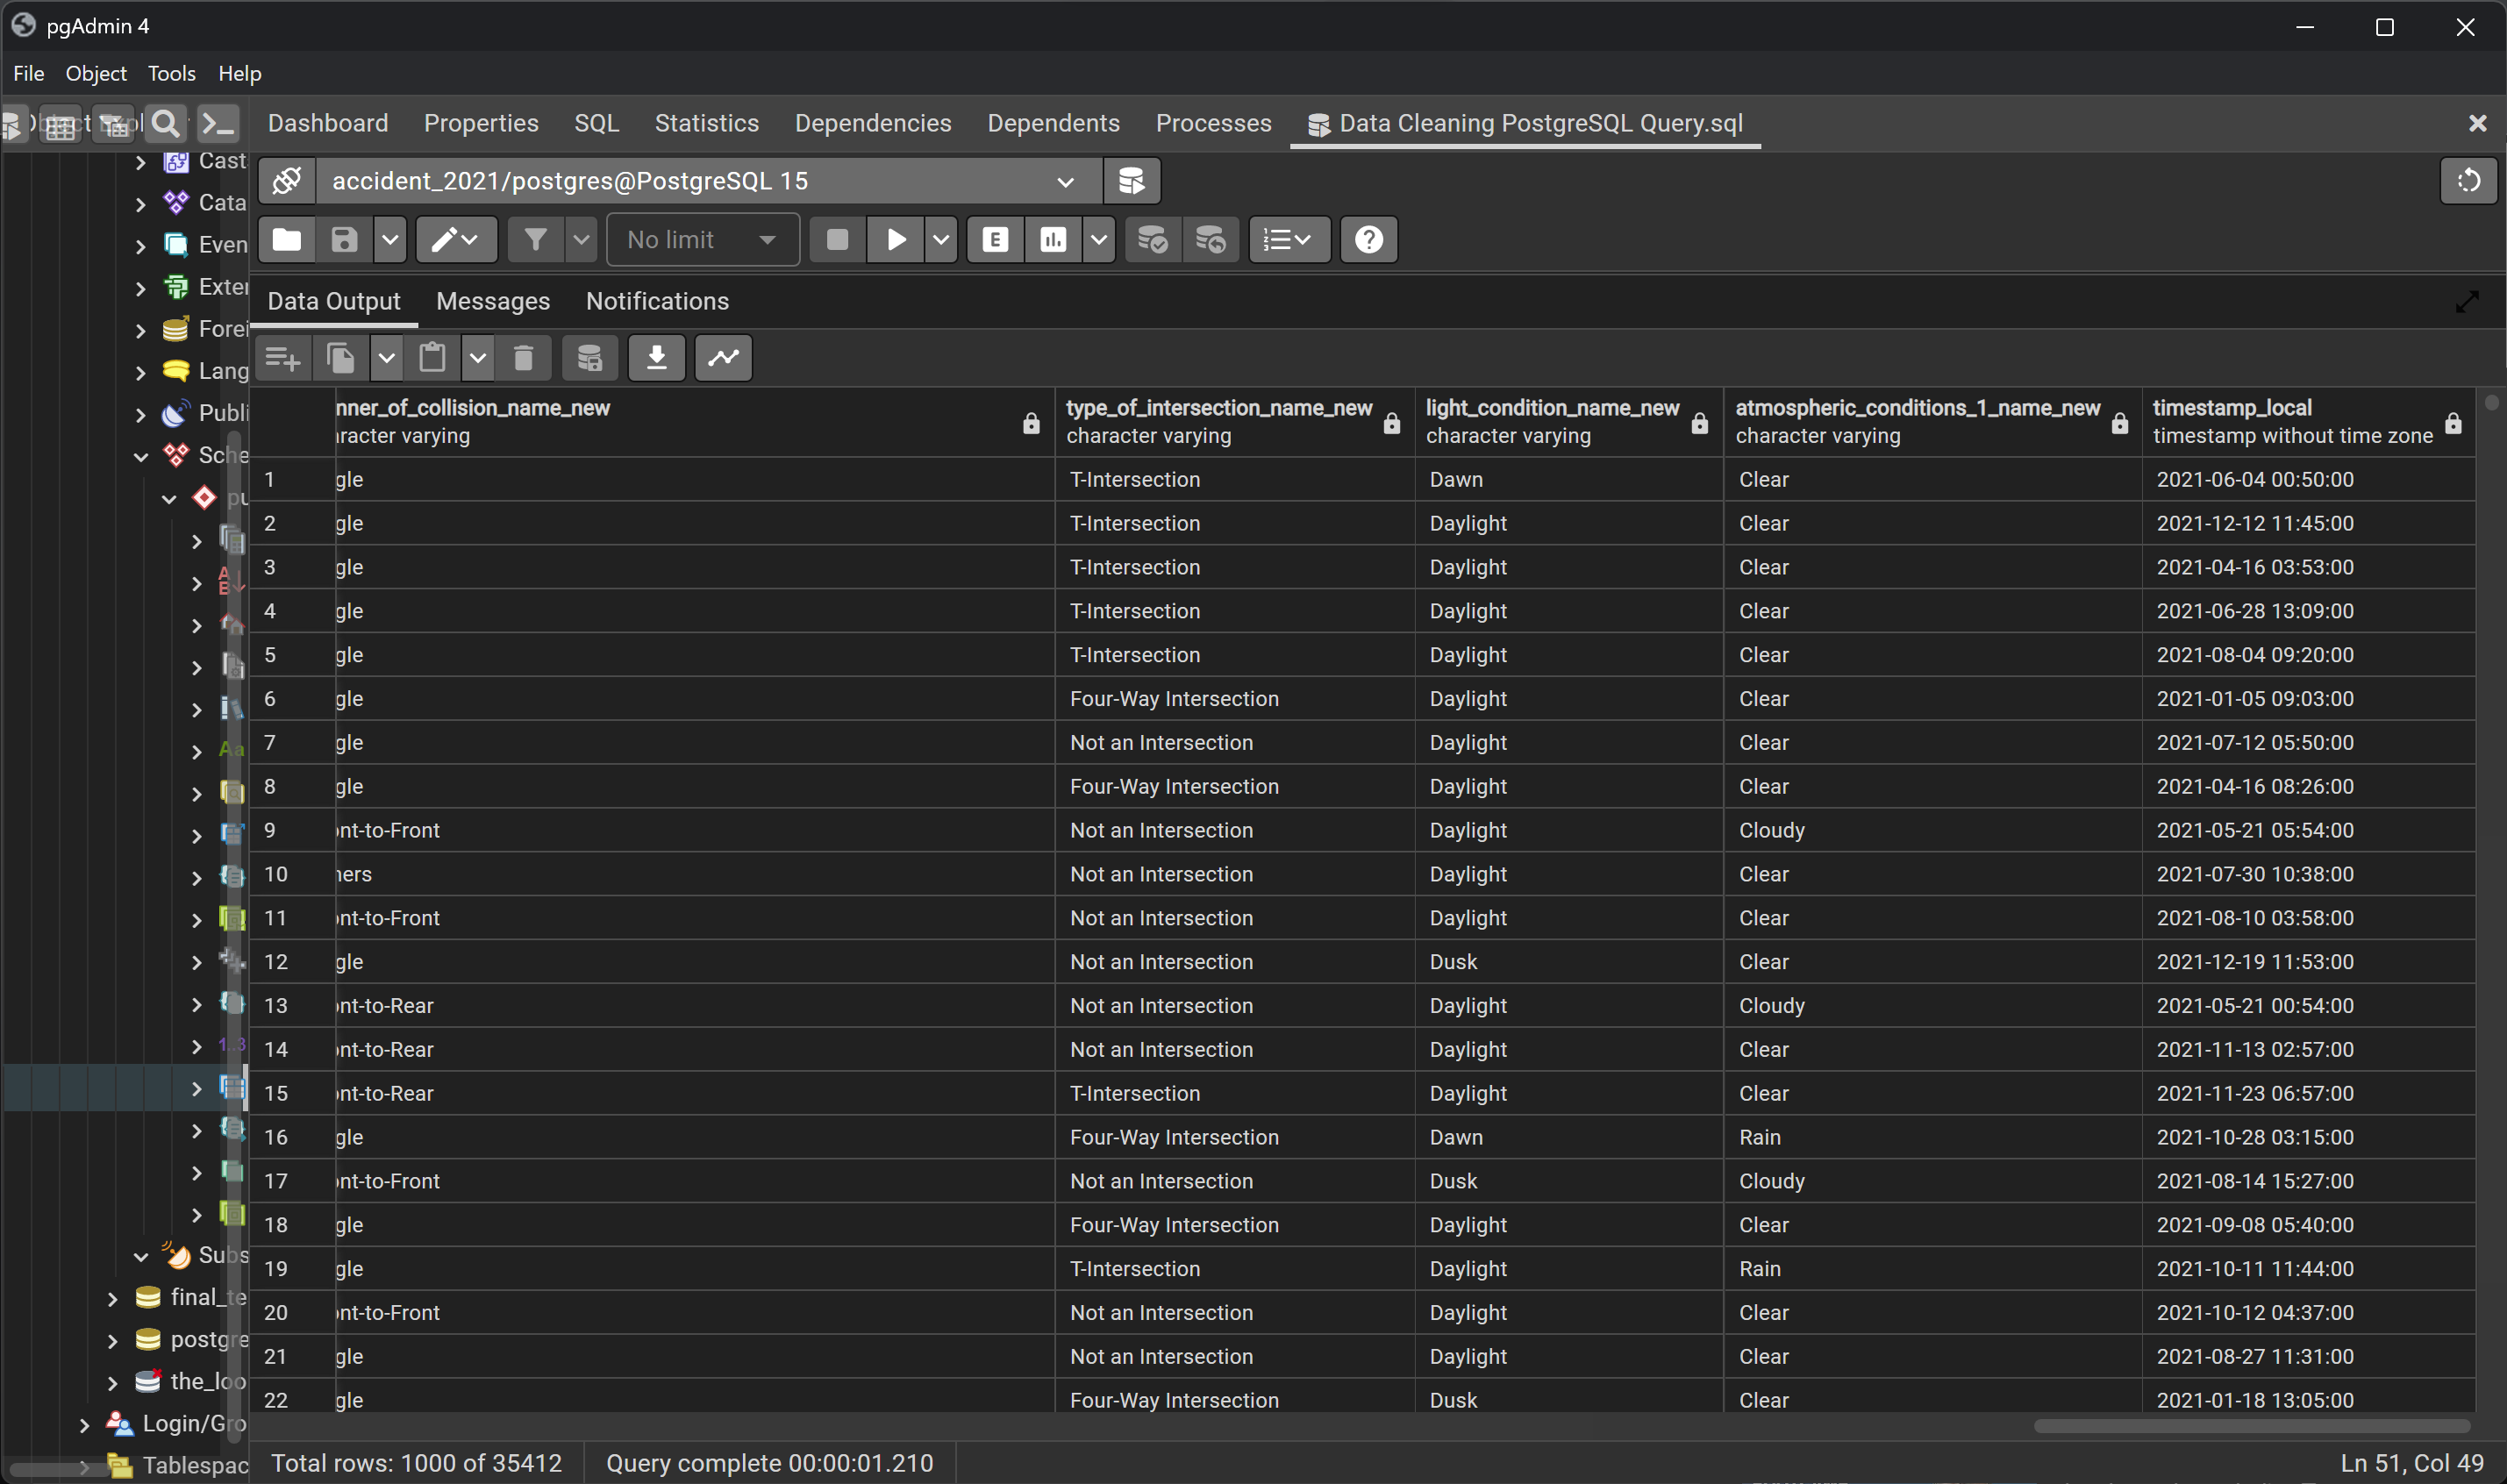 pgAdmin 4
File Object Tools Help
Dashboard Properties SQL Statistics Dependencies Dependents Processes Data Cleaning PostgreSQL Query.sql
accident_2021/postgres@PostgreSQL 15
No limit
Data Output Messages Notifications
nner_of_collision_name_new type_of_intersection_name_new light_condition_name_new atmospheric_conditions_1_name_new timestamp_local
aracter varying character varying character varying character varying timestamp without time zone
1 gle T-Intersection Dawn Clear 2021-06-04 00:50:00
2 gle T-Intersection Daylight Clear 2021-12-12 11:45:00
3 gle T-Intersection Daylight Clear 2021-04-16 03:53:00
4 gle T-Intersection Daylight Clear 2021-06-28 13:09:00
5 gle T-Intersection Daylight Clear 2021-08-04 09:20:00
6 gle Four-Way Intersection Daylight Clear 2021-01-05 09:03:00
7 gle Not an Intersection Daylight Clear 2021-07-12 05:50:00
8 gle Four-Way Intersection Daylight Clear 2021-04-16 08:26:00
9 ont-to-Front Not an Intersection Daylight Cloudy 2021-05-21 05:54:00
10 hers Not an Intersection Daylight Clear 2021-07-30 10:38:00
11 ont-to-Front Not an Intersection Daylight Clear 2021-08-10 03:58:00
12 gle Not an Intersection Dusk Clear 2021-12-19 11:53:00
13 ont-to-Rear Not an Intersection Daylight Cloudy 2021-05-21 00:54:00
14 ont-to-Rear Not an Intersection Daylight Clear 2021-11-13 02:57:00
15 ont-to-Rear T-Intersection Daylight Clear 2021-11-23 06:57:00
16 gle Four-Way Intersection Dawn Rain 2021-10-28 03:15:00
17 ont-to-Front Not an Intersection Dusk Cloudy 2021-08-14 15:27:00
18 gle Four-Way Intersection Daylight Clear 2021-09-08 05:40:00
19 gle T-Intersection Daylight Rain 2021-10-11 11:44:00
20 ont-to-Front Not an Intersection Daylight Clear 2021-10-12 04:37:00
21 gle Not an Intersection Daylight Clear 2021-08-27 11:31:00
22 gle Four-Way Intersection Dusk Clear 2021-01-18 13:05:00
Cast
Cata
Even
Exte
Forei
Lang
Publi
Sche
pu
Subs
final_te
postgre
the_loo
Login/Gro
Tablespac
Total rows: 1000 of 35412 Query complete 00:00:01.210 Ln 51, Col 49